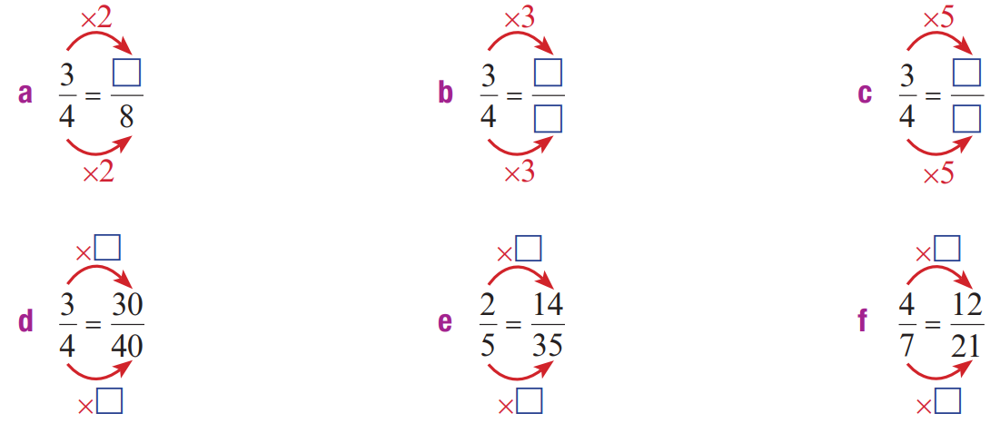 ×2 ×3 ×5
a 3/4 = □/8 b 3/4 = □/□ c 3/4 = □/□
×2 ×3 ×5
×□ ×□ ×□
d 3/4 = 30/40 e 2/5 = 14/35 f 4/7 = 12/21
×□ ×□ ×□